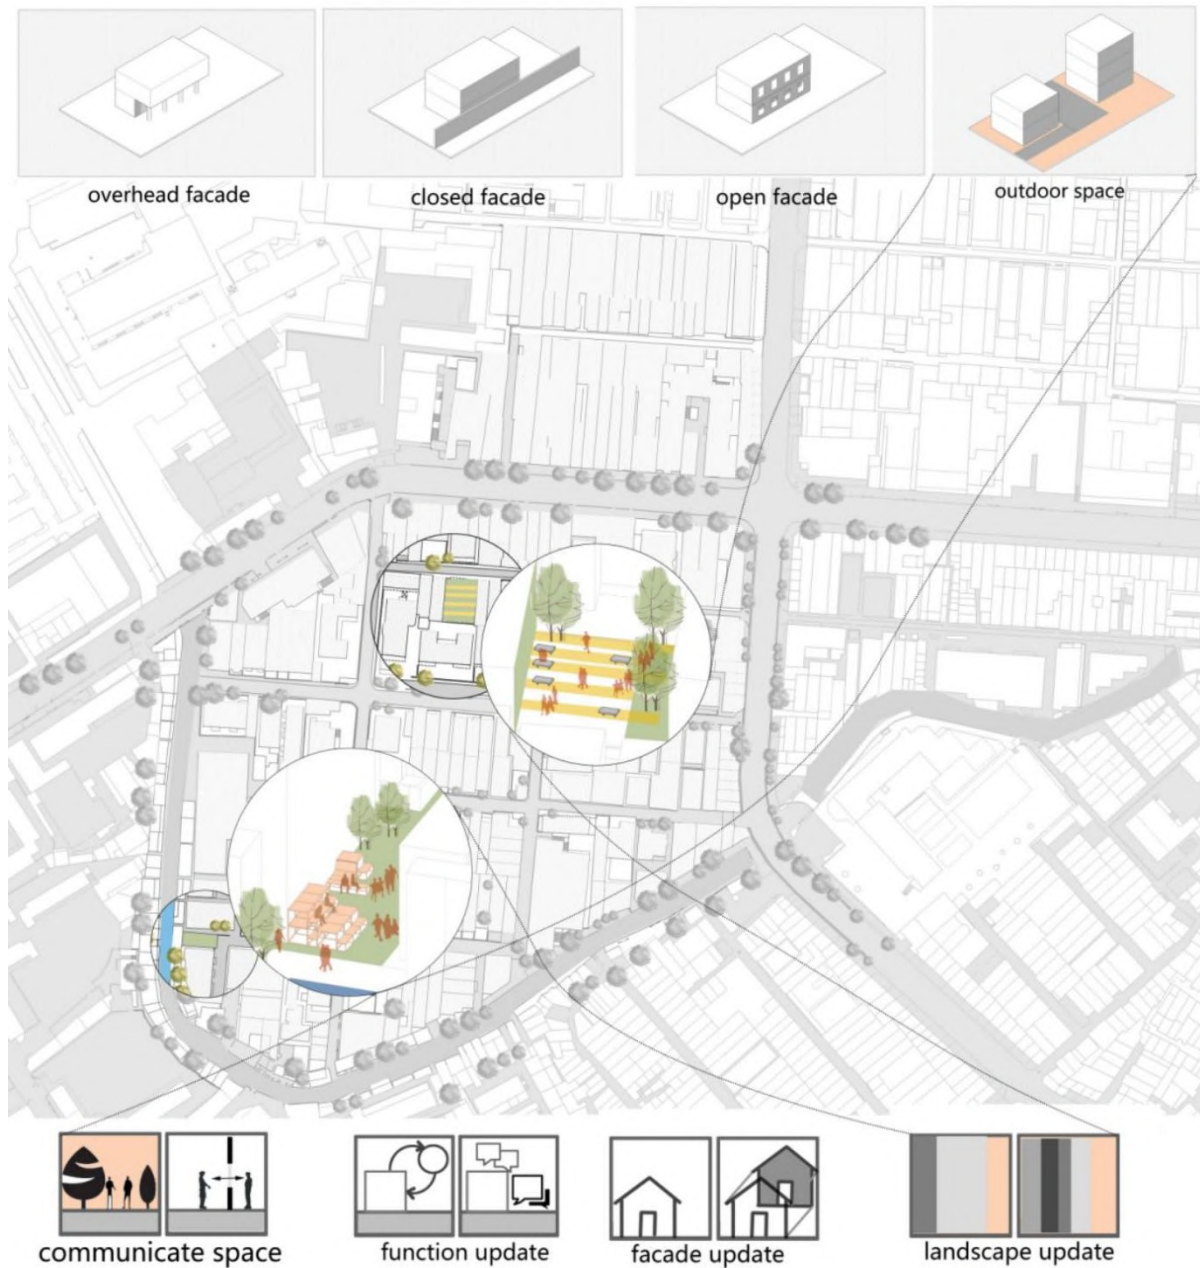 overhead facade
closed facade
open facade
outdoor space
communicate space
function update
facade update
landscape update